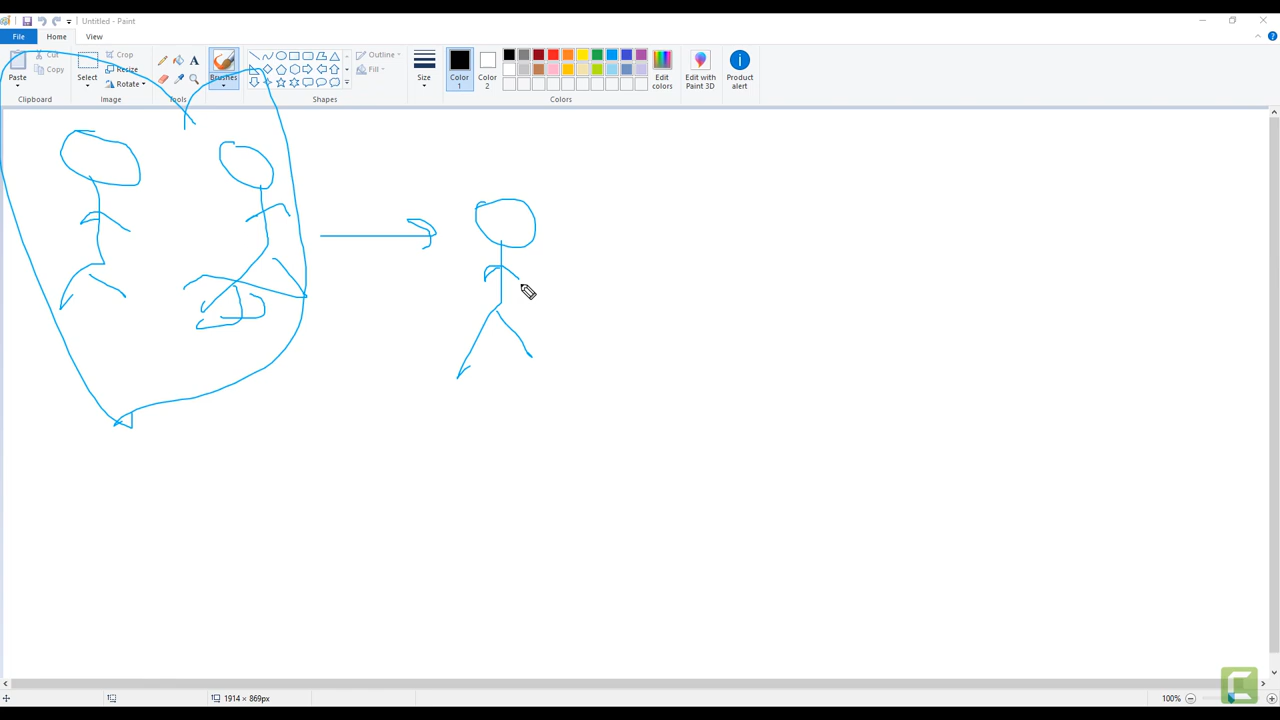 Untitled - Paint
File Home View
Cut
Copy
Paste
Clipboard
Select
Crop
Resize
Rotate
Image
A
Tools
Brushes
Outline
Fill
Shapes
Size
Color 1
Color 2
Edit colors
Colors
Edit with Paint 3D
Product alert
1914 × 869px
100%